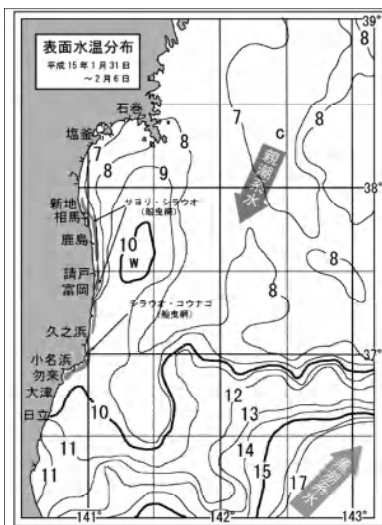 表面水温分布
平成15年1月31日
～2月6日
39°
8
8
石巻
塩釜
7
8
7
C
8
8
9
親潮系水
38°
新地
サヨリ・シラウオ
(船曳網)
相馬
鹿島
10
W
請戸
富岡
8
8
シラウオ・コウナゴ
(船曳網)
久之浜
37°
小名浜
勿来
大津
日立
10
12
13
14
15
17
11
11
黒潮系水
141°
142°
143°